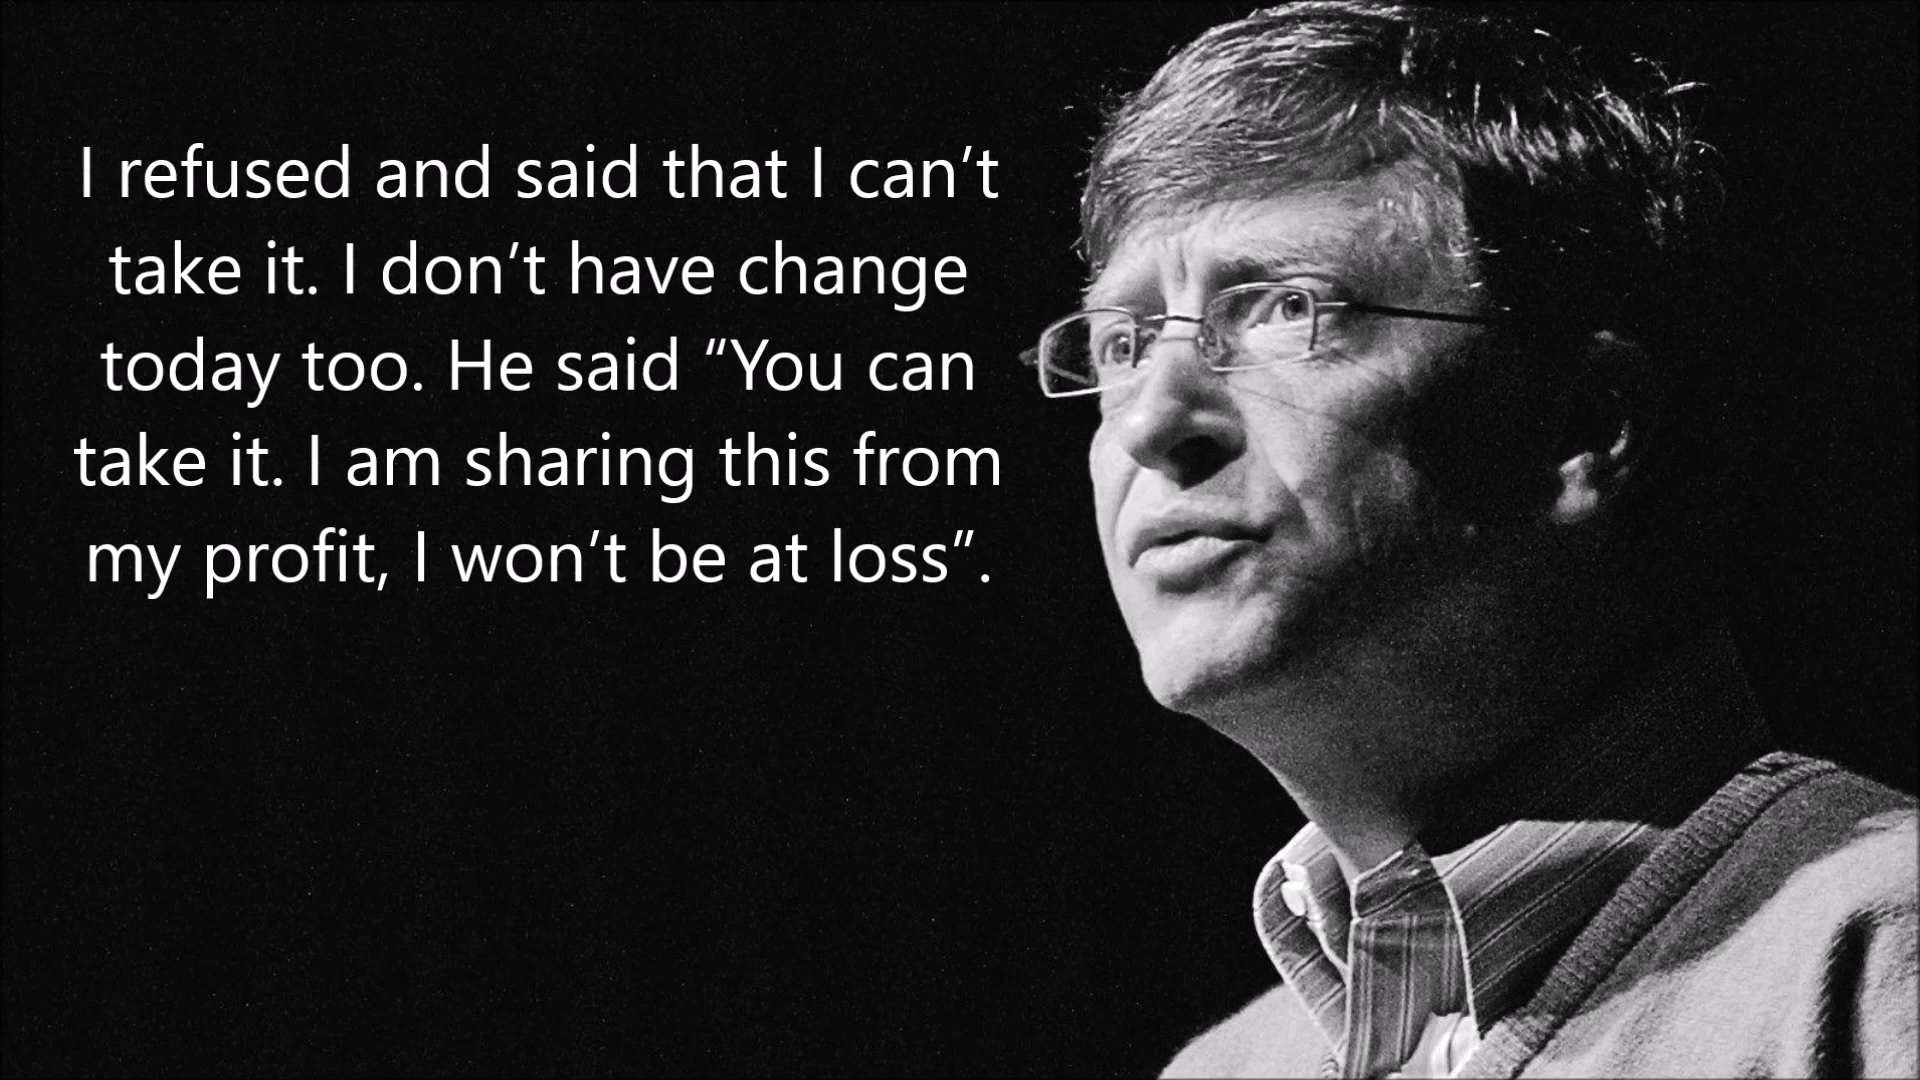 I refused and said that I can’t
take it. I don’t have change
today too. He said “You can
take it. I am sharing this from
my profit, I won’t be at loss”.